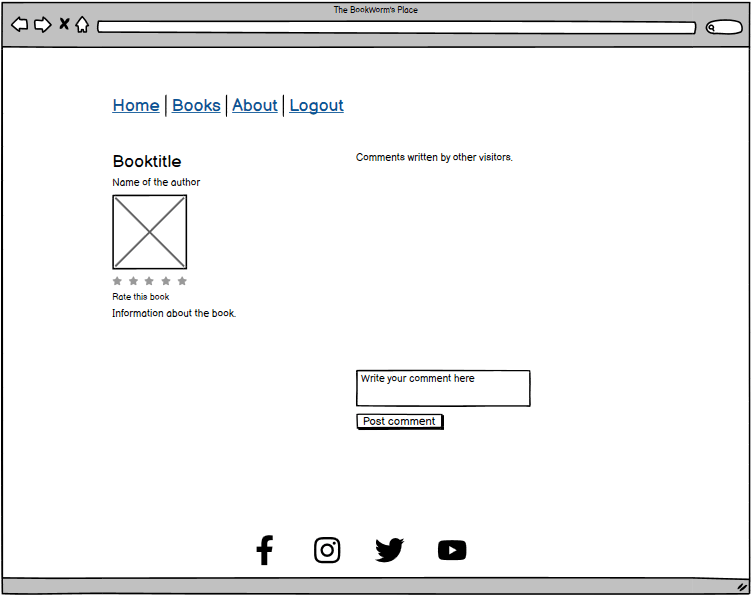 The BookWorm's Place
Home | Books | About | Logout
Booktitle
Name of the author
Rate this book
Information about the book.
Comments written by other visitors.
Write your comment here
Post comment